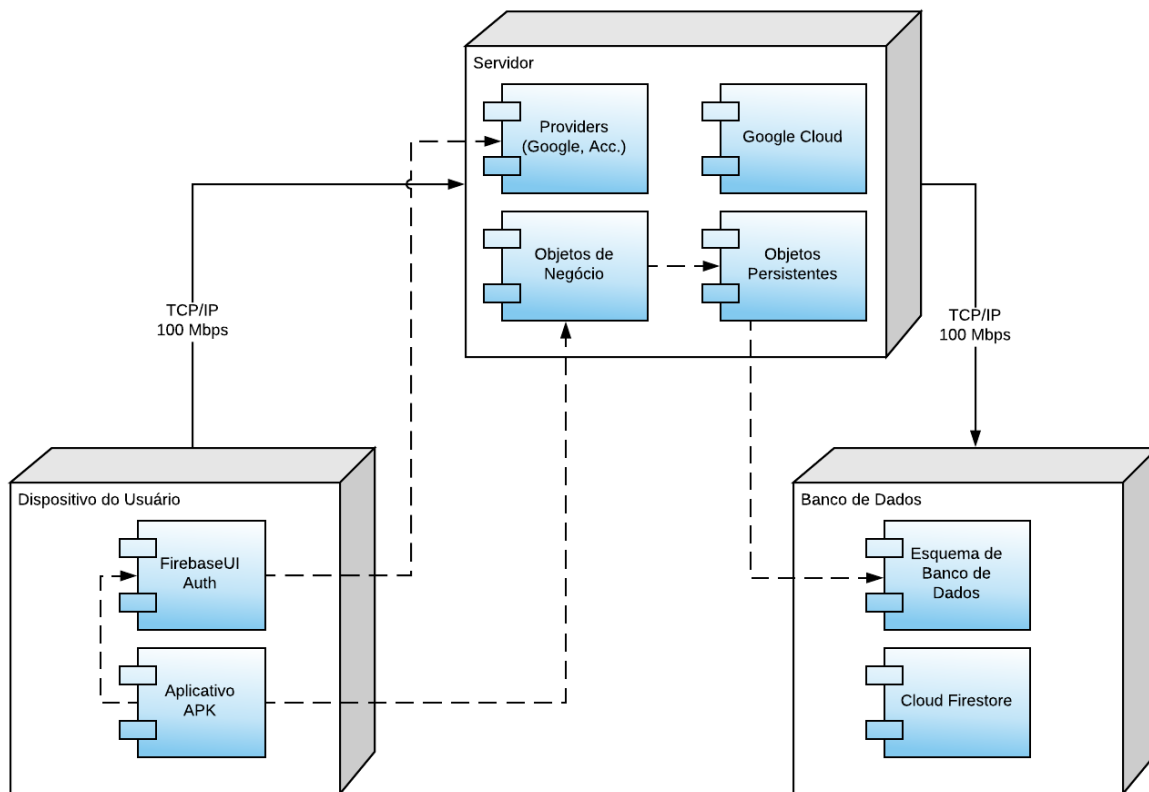 Servidor
Providers
(Google, Acc.)
Google Cloud
Objetos de
Negócio
Objetos
Persistentes
TCP/IP
100 Mbps
TCP/IP
100 Mbps
Dispositivo do Usuário
FirebaseUI
Auth
Aplicativo
APK
Banco de Dados
Esquema de
Banco de
Dados
Cloud Firestore